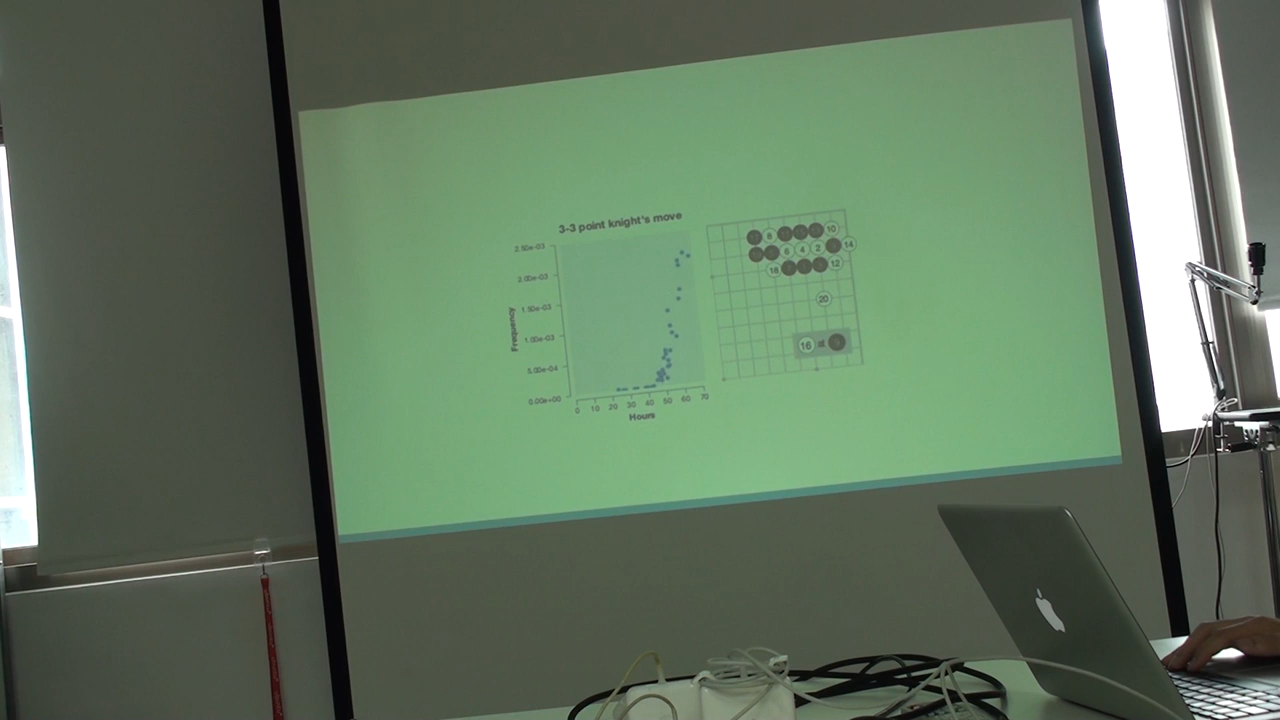 3-3 point knight's move
2.50e-03
2.00e-03
1.50e-03
1.00e-03
5.00e-04
0.00e+00
Frequency
0 10 20 30 40 50 60 70
Hours
8 10
6 4 2 14
18 12
20
16 at